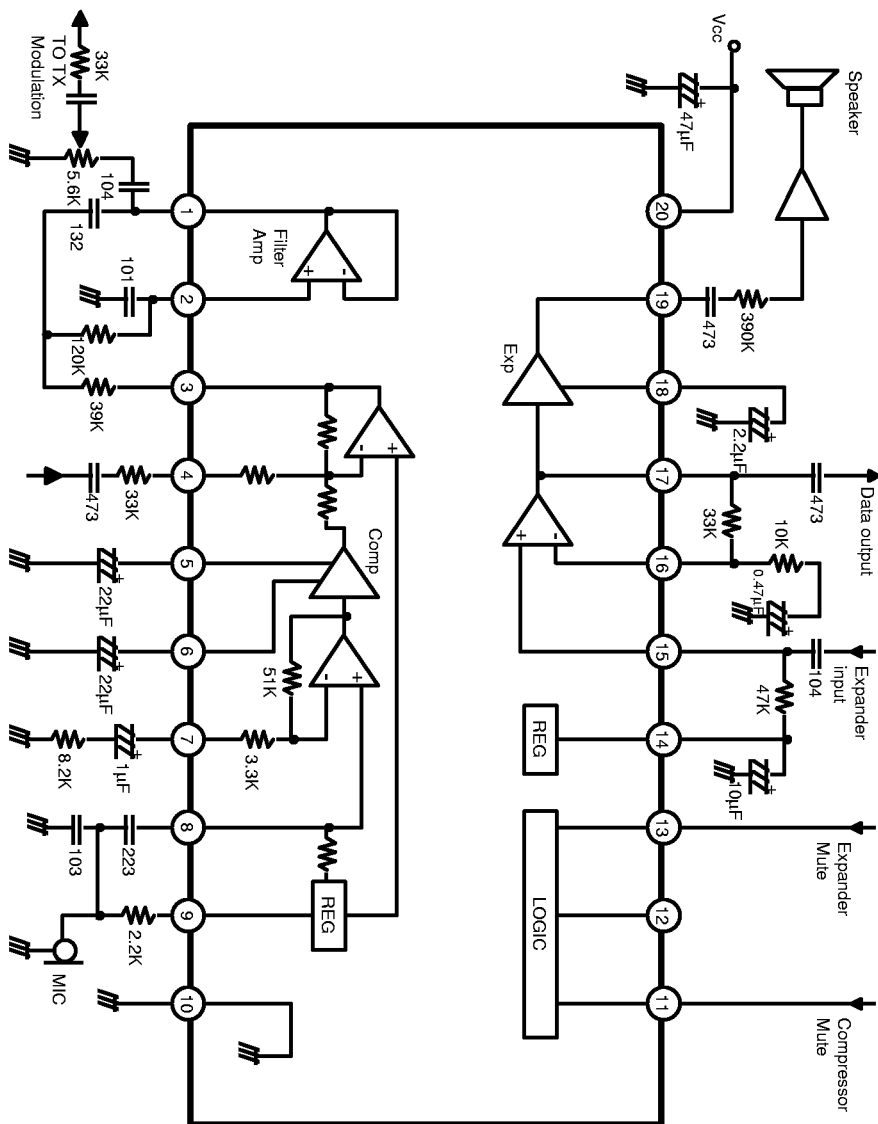 Speaker
Vcc
47µF
+
390K
473
2.2µF
+
473
Data output
33K
10K
0.47µF
+
104
Expander
input
47K
10µF
+
Expander
Mute
Compressor
Mute
20
19
18
17
16
15
14
13
12
11
Exp
+
-
REG
LOGIC
Filter
Amp
+
-
-
+
Comp
51K
-
+
3.3K
REG
1
2
3
4
5
6
7
8
9
10
33K
TO TX
Modulation
5.6K
104
132
101
120K
39K
33K
473
22µF
+
22µF
+
1µF
+
8.2K
223
103
2.2K
MIC